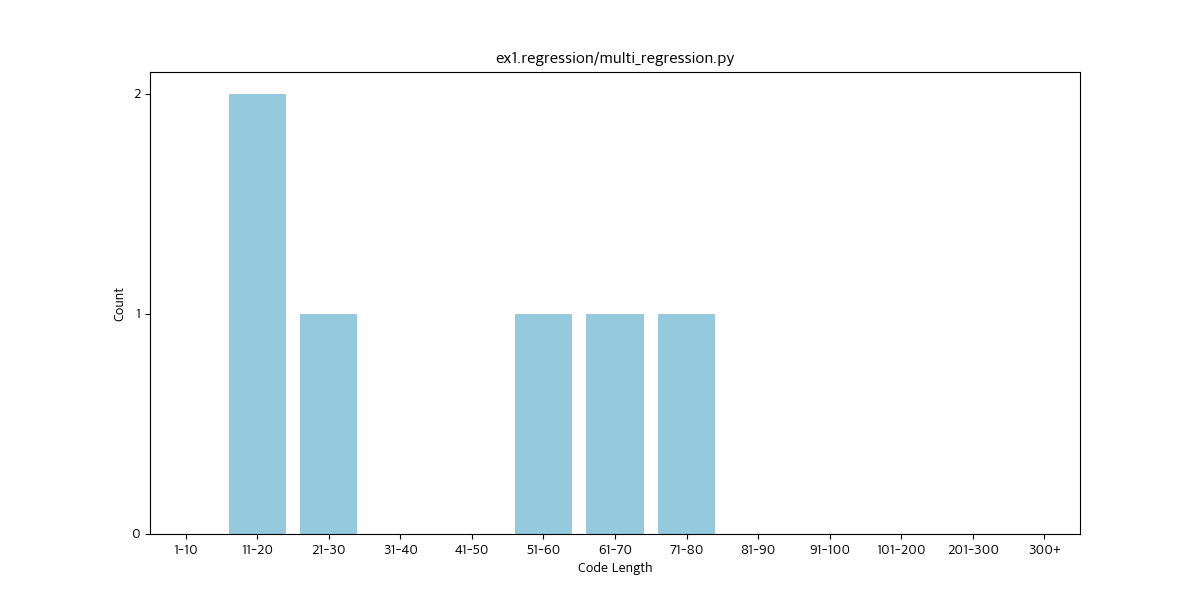 ex1.regression/multi_regression.py
Count
2
1
0
1-10 11-20 21-30 31-40 41-50 51-60 61-70 71-80 81-90 91-100 101-200 201-300 300+
Code Length